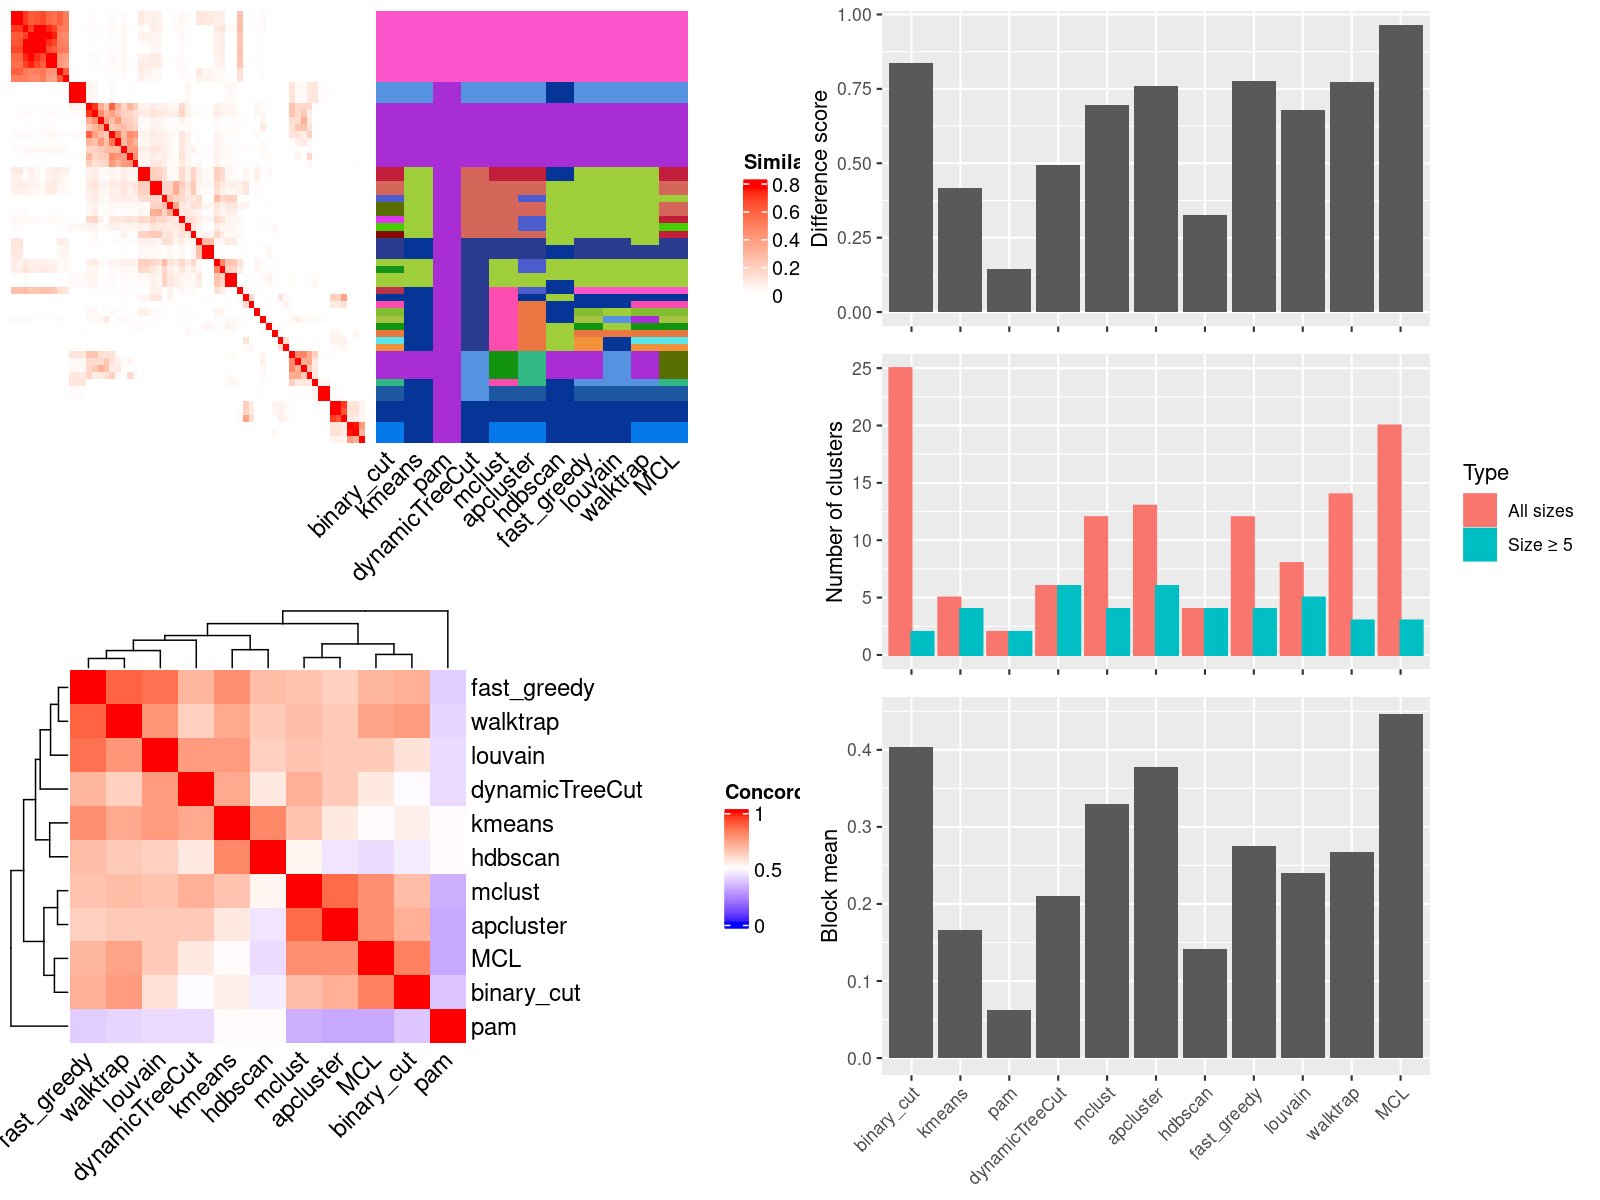 Simila
0.8
0.6
0.4
0.2
0
binary_cut
kmeans
pam
dynamicTreeCut
mclust
apcluster
hdbscan
fast_greedy
louvain
walktrap
MCL
fast_greedy
walktrap
louvain
dynamicTreeCut
kmeans
hdbscan
mclust
apcluster
MCL
binary_cut
pam
fast_greedy
walktrap
louvain
dynamicTreeCut
kmeans
hdbscan
mclust
apcluster
MCL
binary_cut
pam
Concord
1
0.5
0
Difference score
1.00
0.75
0.50
0.25
0.00
Number of clusters
25
20
15
10
5
0
Type
All sizes
Size ≥ 5
Block mean
0.4
0.3
0.2
0.1
0.0
binary_cut
kmeans
pam
dynamicTreeCut
mclust
apcluster
hdbscan
fast_greedy
louvain
walktrap
MCL